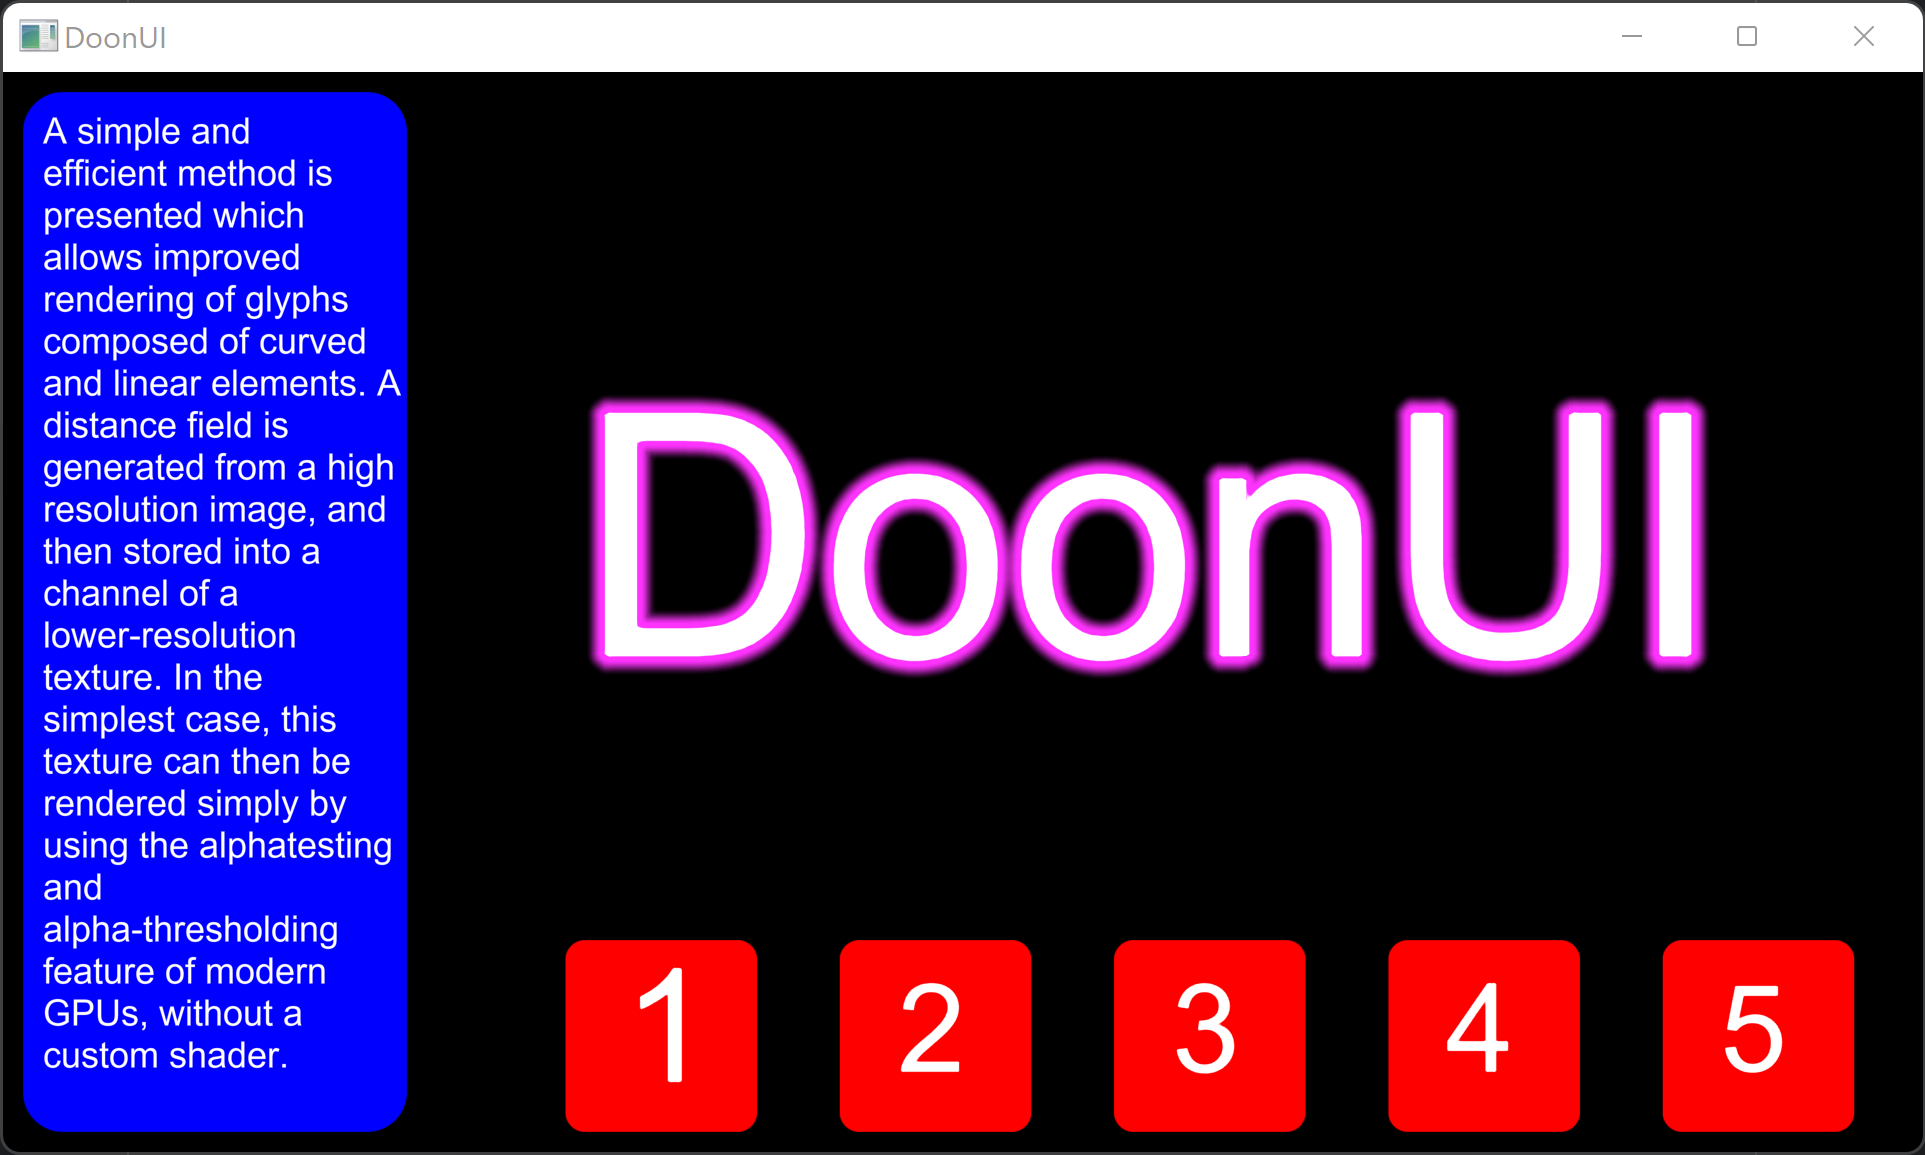 DoonUI
A simple and
efficient method is
presented which
allows improved
rendering of glyphs
composed of curved
and linear elements. A
distance field is
generated from a high
resolution image, and
then stored into a
channel of a
lower-resolution
texture. In the
simplest case, this
texture can then be
rendered simply by
using the alphatesting
and
alpha-thresholding
feature of modern
GPUs, without a
custom shader.
DoonUI
1 2 3 4 5